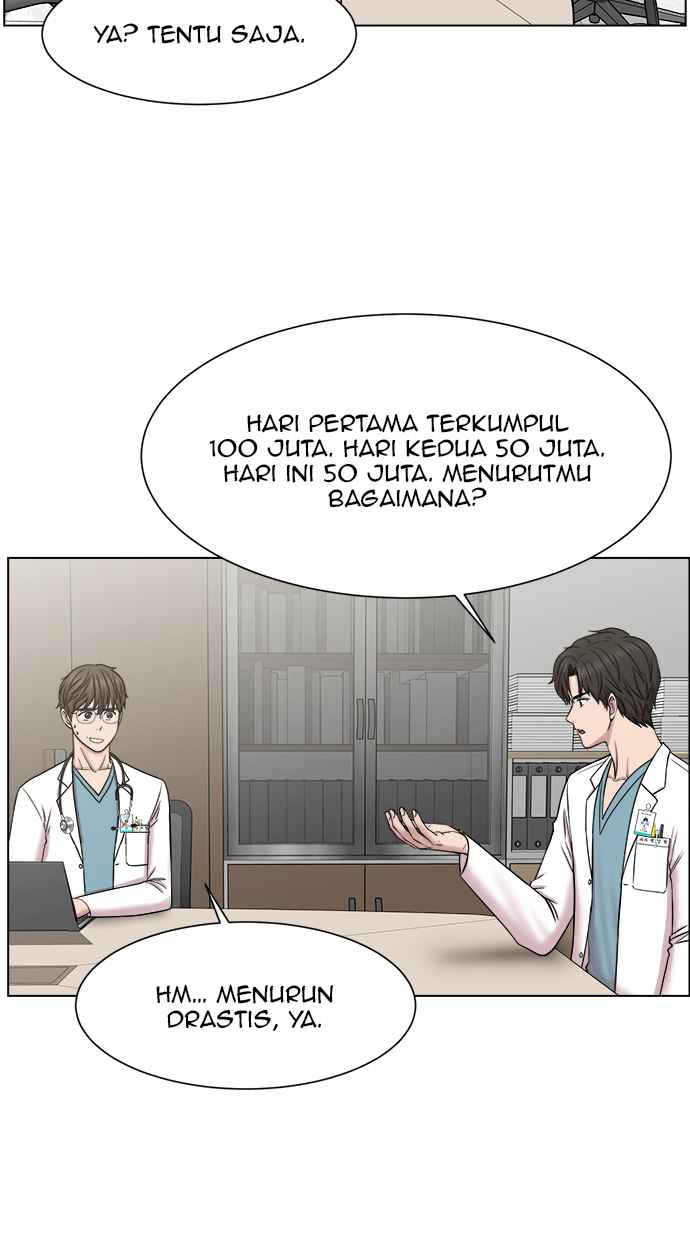 YA? TENTU SAJA.
HARI PERTAMA TERKUMPUL
100 JUTA. HARI KEDUA 50 JUTA.
HARI INI 50 JUTA. MENURUTMU
BAGAIMANA?
HM... MENURUN
DRASTIS, YA.